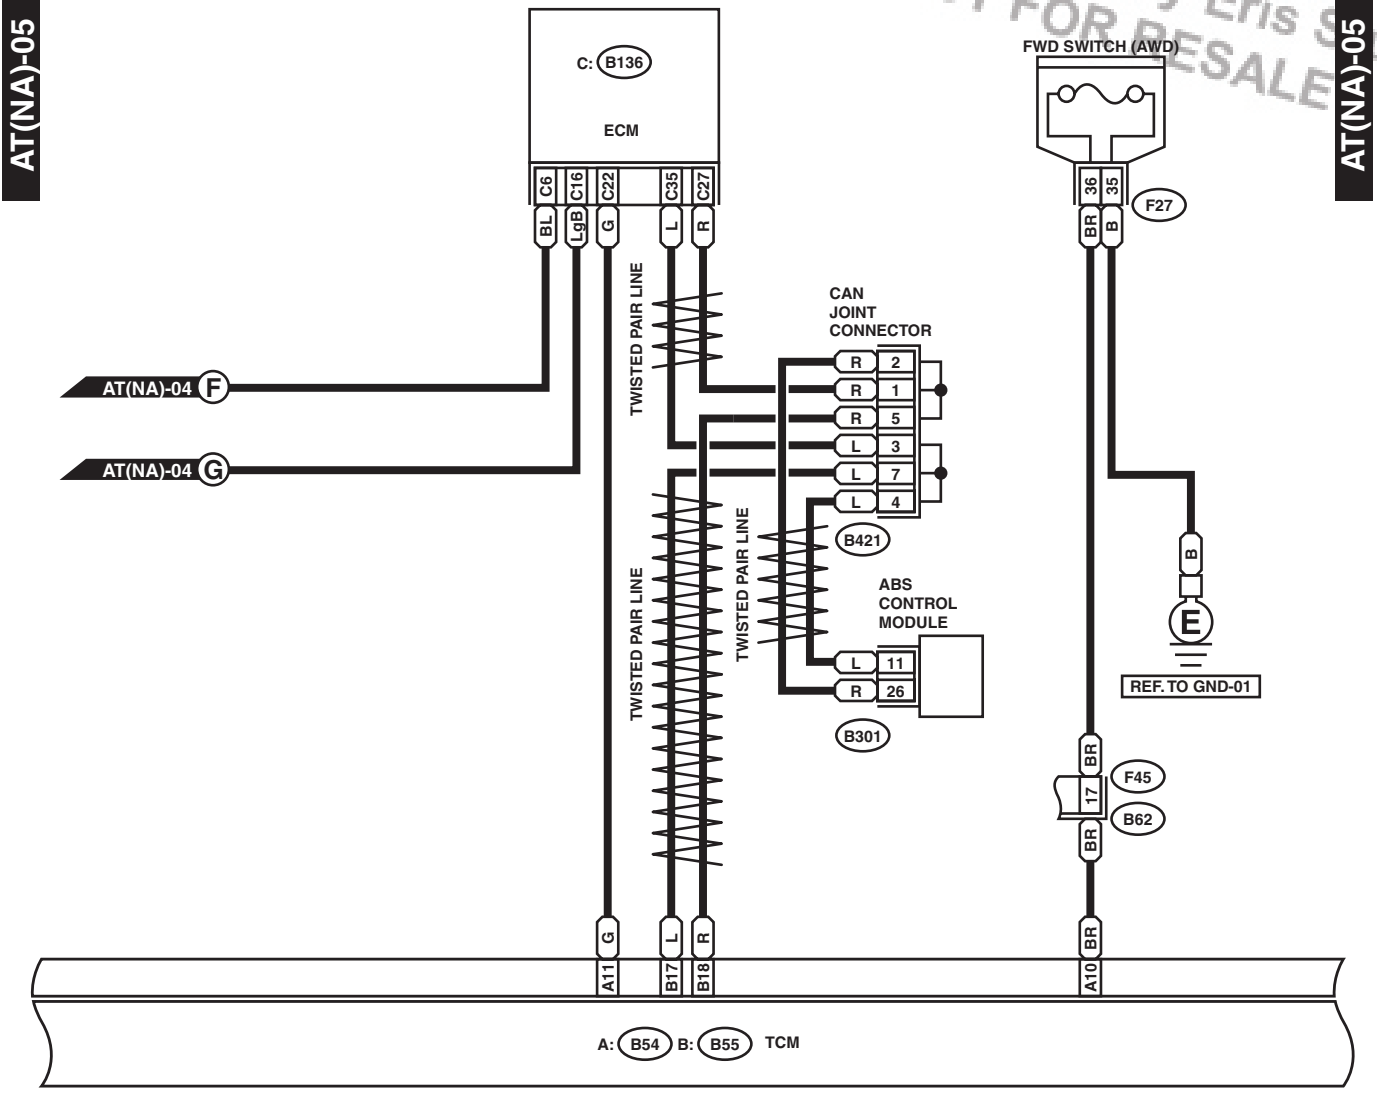 AT(NA)-05
AT(NA)-05
y Eris S
T FOR RESALE
FWD SWITCH (AWD)
C: B136
ECM
C6 C16 C22 C35 C27
BL LgB G L R
36 35
BR B
F27
TWISTED PAIR LINE
CAN
JOINT
CONNECTOR
R 2
R 1
R 5
L 3
L 7
L 4
B421
AT(NA)-04 F
AT(NA)-04 G
TWISTED PAIR LINE
TWISTED PAIR LINE
ABS
CONTROL
MODULE
L 11
R 26
B301
B
E
REF. TO GND-01
BR
17
F45
B62
BR
G L R BR
A11 B17 B18 A10
A: B54 B: B55 TCM